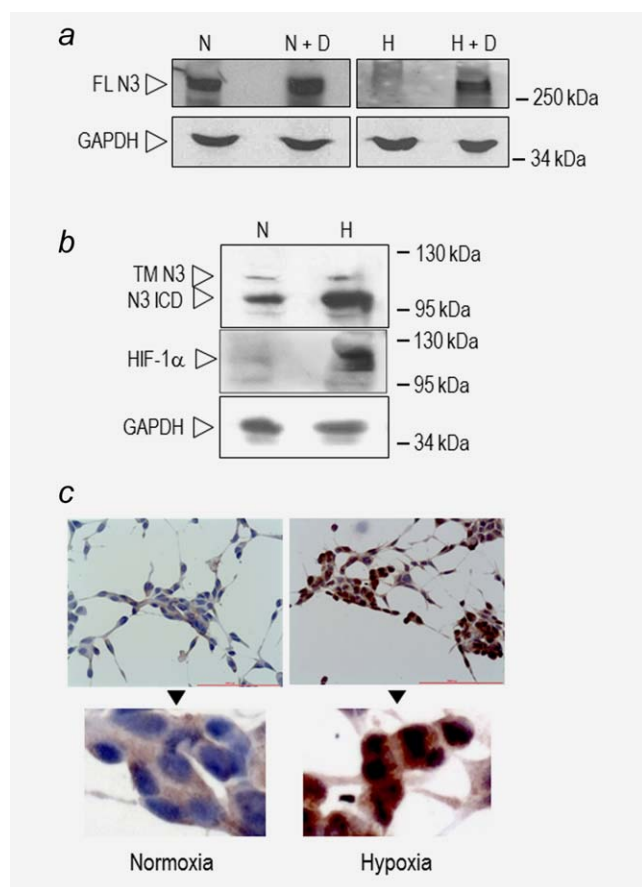 a
N N + D H H + D
FL N3
– 250 kDa
GAPDH
– 34 kDa
b
N H
– 130 kDa
TM N3
N3 ICD
– 95 kDa
– 130 kDa
HIF-1α
– 95 kDa
GAPDH
– 34 kDa
c
Normoxia Hypoxia